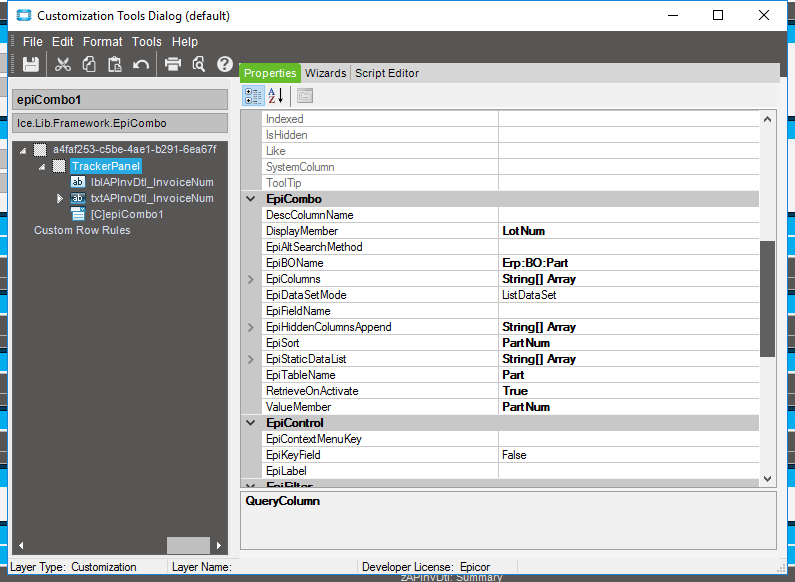 Customization Tools Dialog (default)
File Edit Format Tools Help
Properties Wizards Script Editor
epiCombo1
Ice.Lib.Framework.EpiCombo
a4faf253-c5be-4ae1-b291-6ea67f
TrackerPanel
lblAPInvDtl_InvoiceNum
txtAPInvDtl_InvoiceNum
[C]epiCombo1
Custom Row Rules
Indexed
IsHidden
Like
SystemColumn
ToolTip
EpiCombo
DescColumnName
DisplayMember LotNum
EpiAltSearchMethod
EpiBOName Erp:BO:Part
EpiColumns String[] Array
EpiDataSetMode ListDataSet
EpiFieldName
EpiHiddenColumnsAppend String[] Array
EpiSort PartNum
EpiStaticDataList String[] Array
EpiTableName Part
RetrieveOnActivate True
ValueMember PartNum
EpiControl
EpiContextMenuKey
EpiKeyField False
EpiLabel
EpiFilter
QueryColumn
Layer Type: Customization Layer Name: Developer License: Epicor
zAPInvDtl: Summary